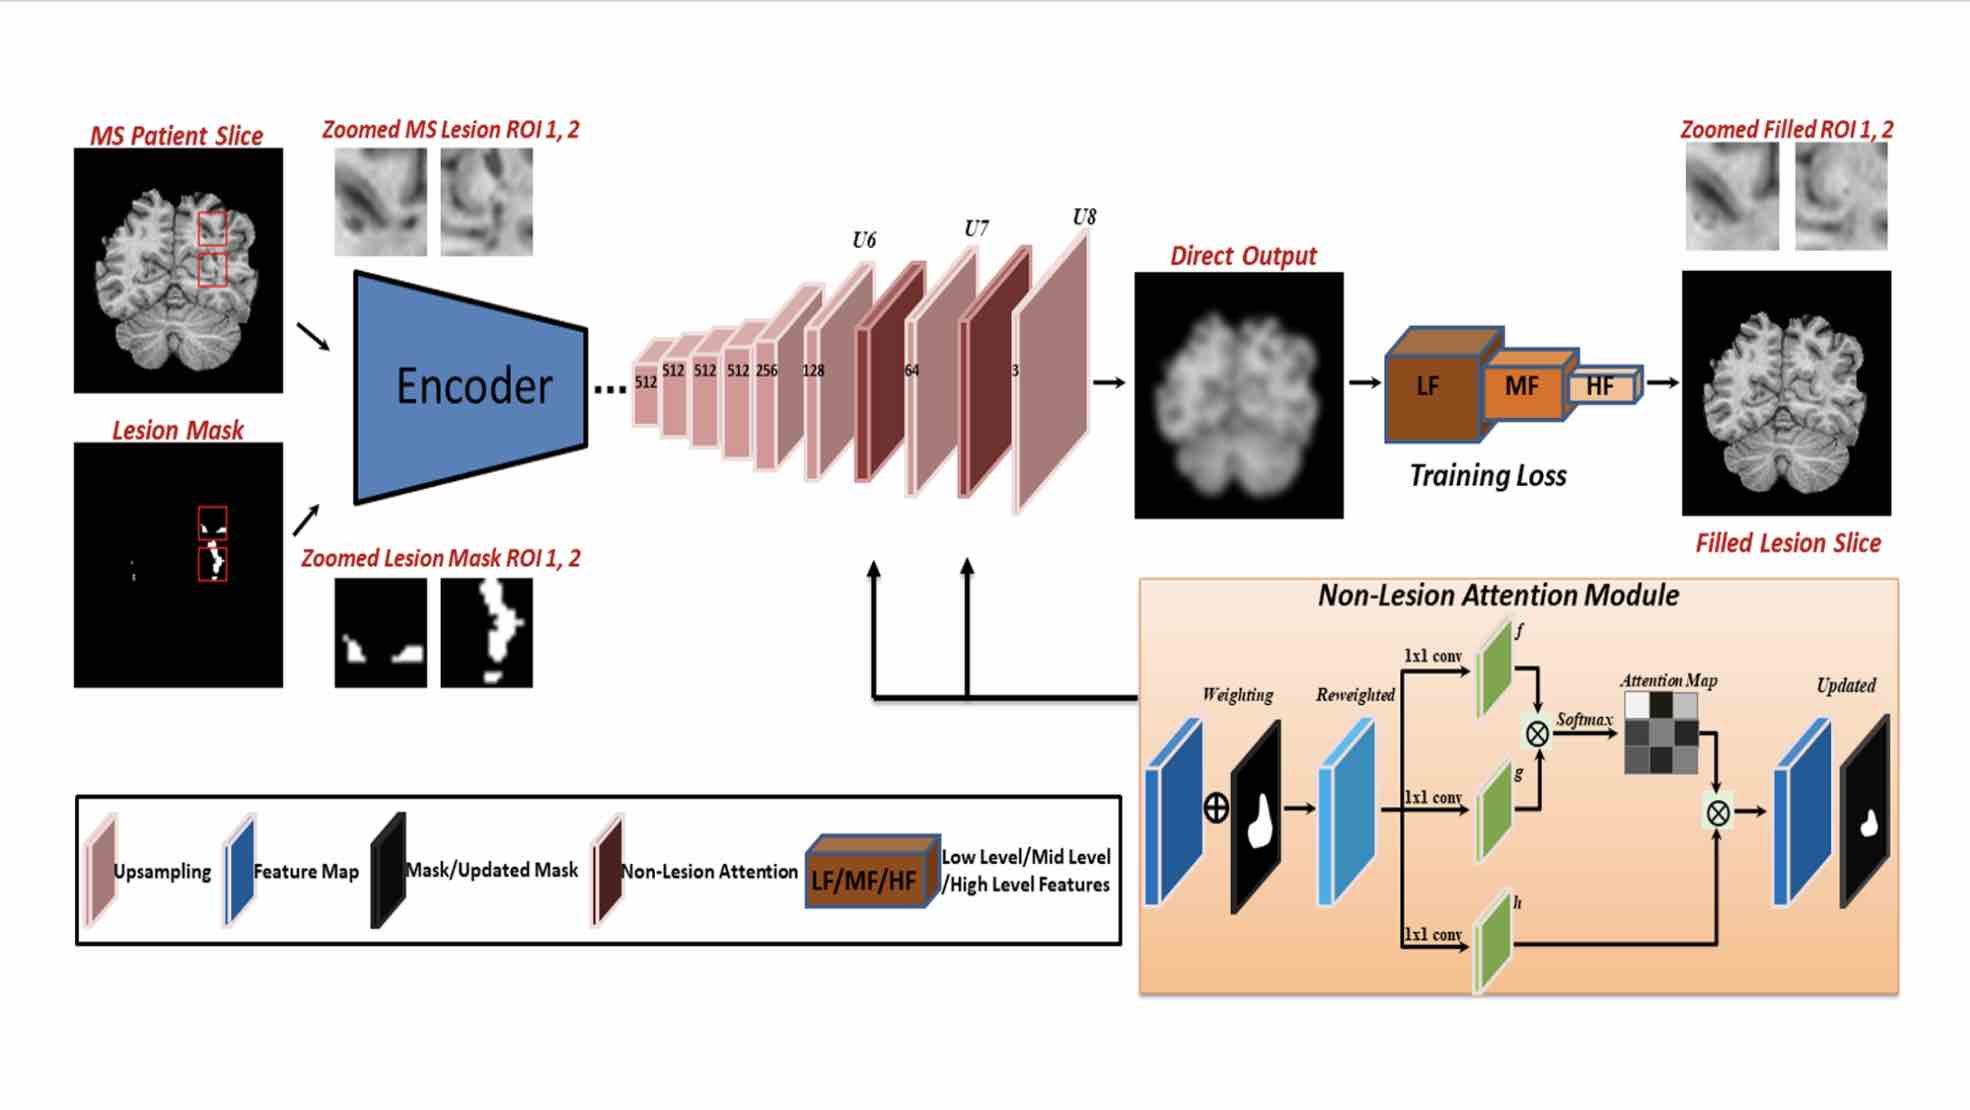 MS Patient Slice
Zoomed MS Lesion ROI 1, 2
Zoomed Filled ROI 1, 2
U6
U7
U8
Direct Output
Encoder
...
512
512
512
512
256
128
64
3
LF
MF
HF
Training Loss
Lesion Mask
Zoomed Lesion Mask ROI 1, 2
Filled Lesion Slice
Non-Lesion Attention Module
Weighting
Reweighted
1x1 conv
f
1x1 conv
g
1x1 conv
h
Softmax
Attention Map
Updated
Upsampling
Feature Map
Mask/Updated Mask
Non-Lesion Attention
LF/MF/HF
Low Level/Mid Level
/High Level Features